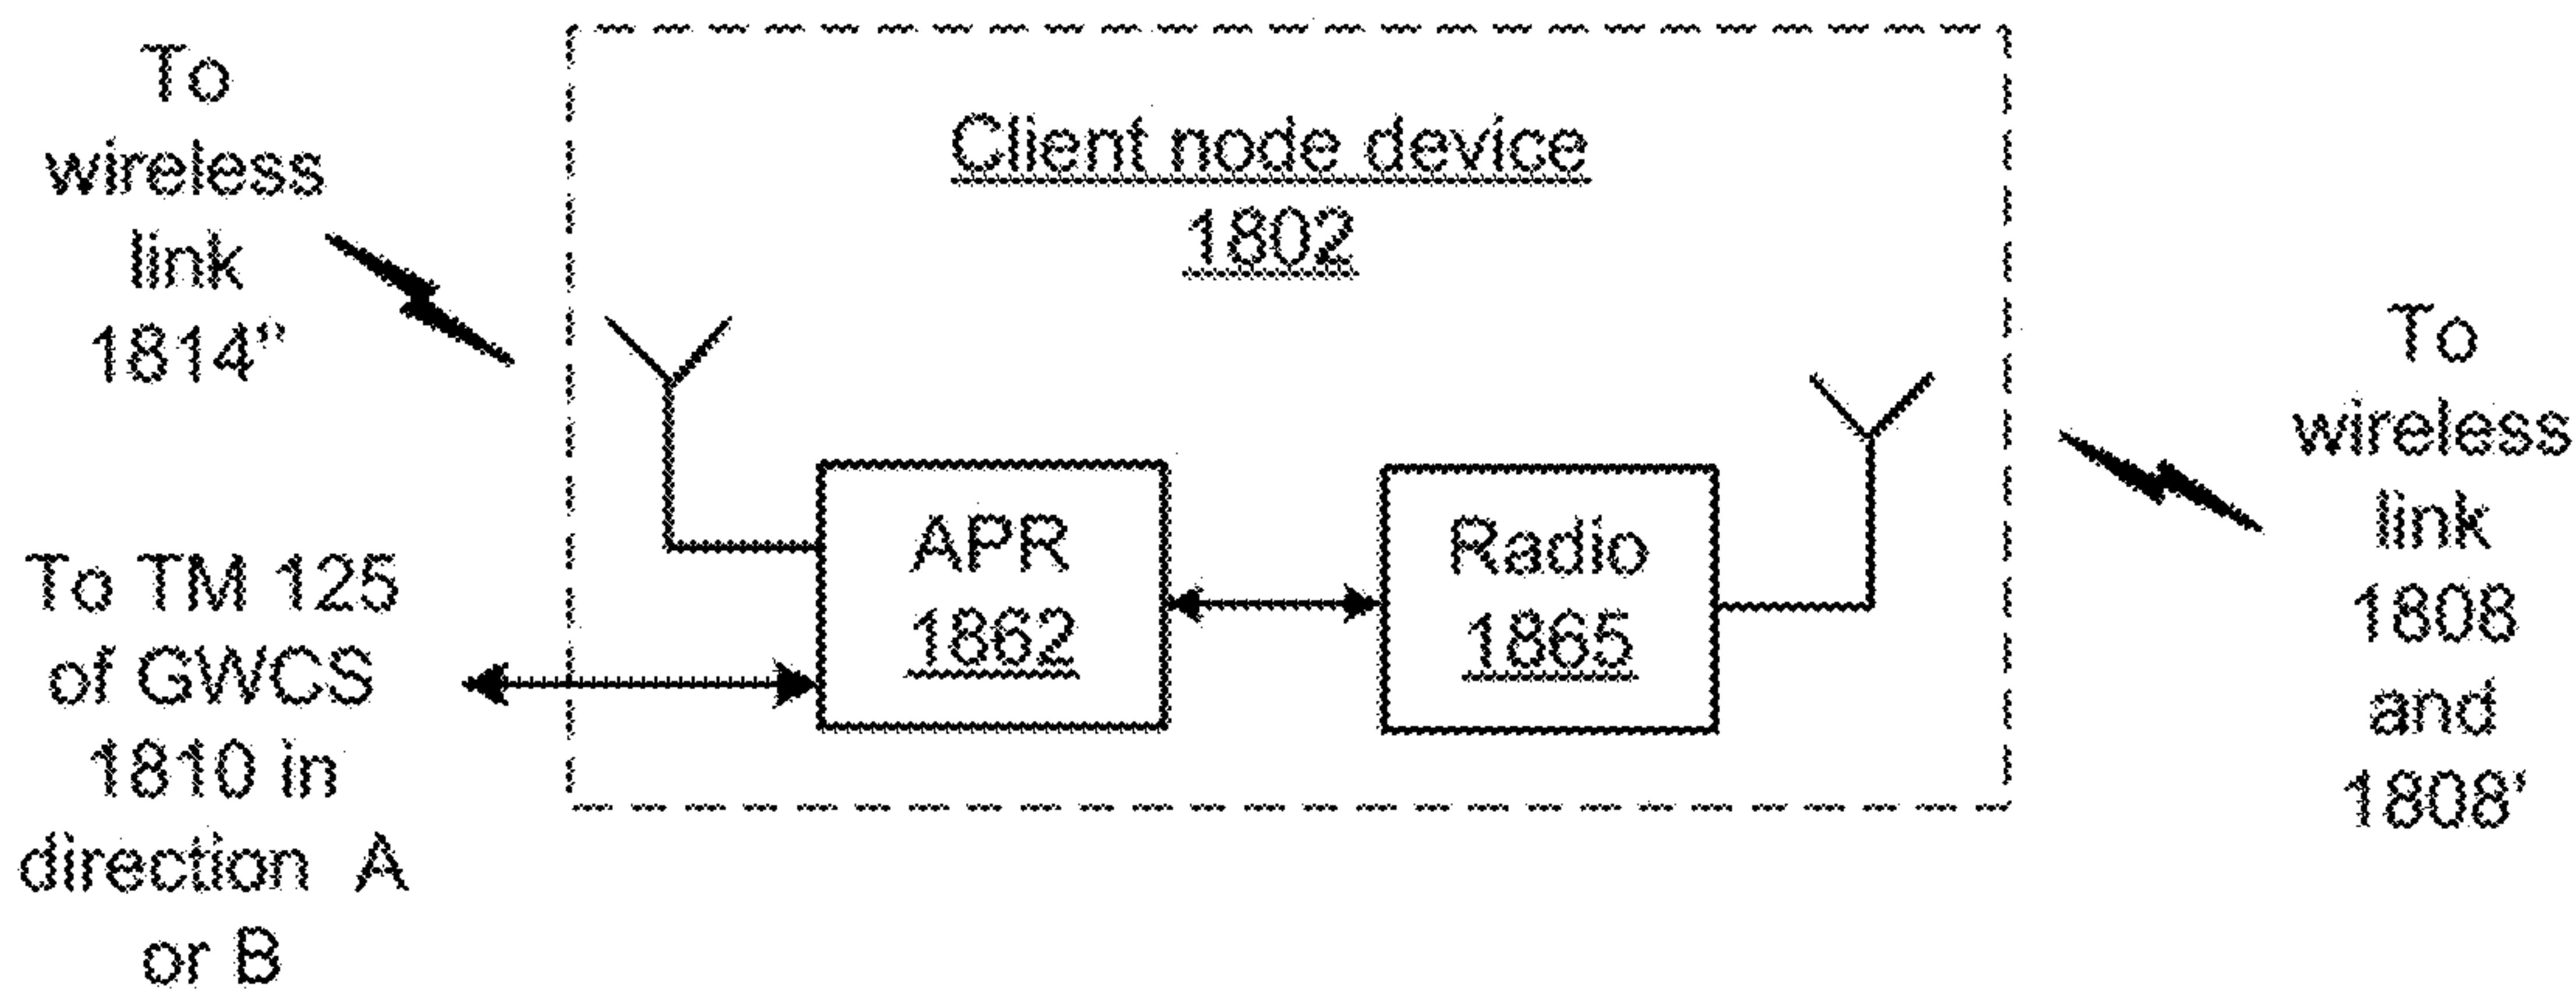 To
wireless
link
1814"
To TM 125
of GWCS
1810 in
direction A
or B
Client node device
1802
APR
1862
Radio
1865
To
wireless
link
1808
and
1808'